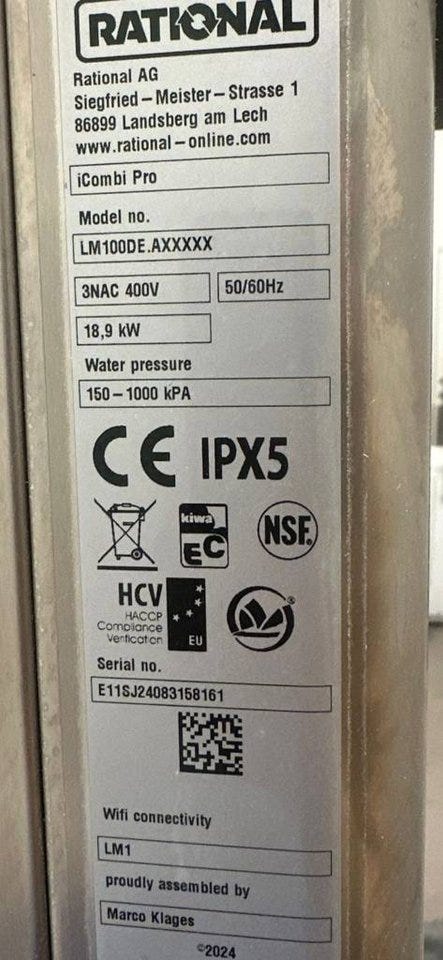 RATIONAL
Rational AG
Siegfried-Meister-Strasse 1
86899 Landsberg am Lech
www.rational-online.com
iCombi Pro
Model no.
LM100DE.AXXXXX
3NAC 400V
50/60Hz
18,9 kW
Water pressure
150-1000 kPA
CE IPX5
kiwa
EC
NSF.
HCV
HACCP
Compliance
Verification
EU
®
Serial no.
E11SJ24083158161
Wifi connectivity
LM1
proudly assembled by
Marco Klages
©2024